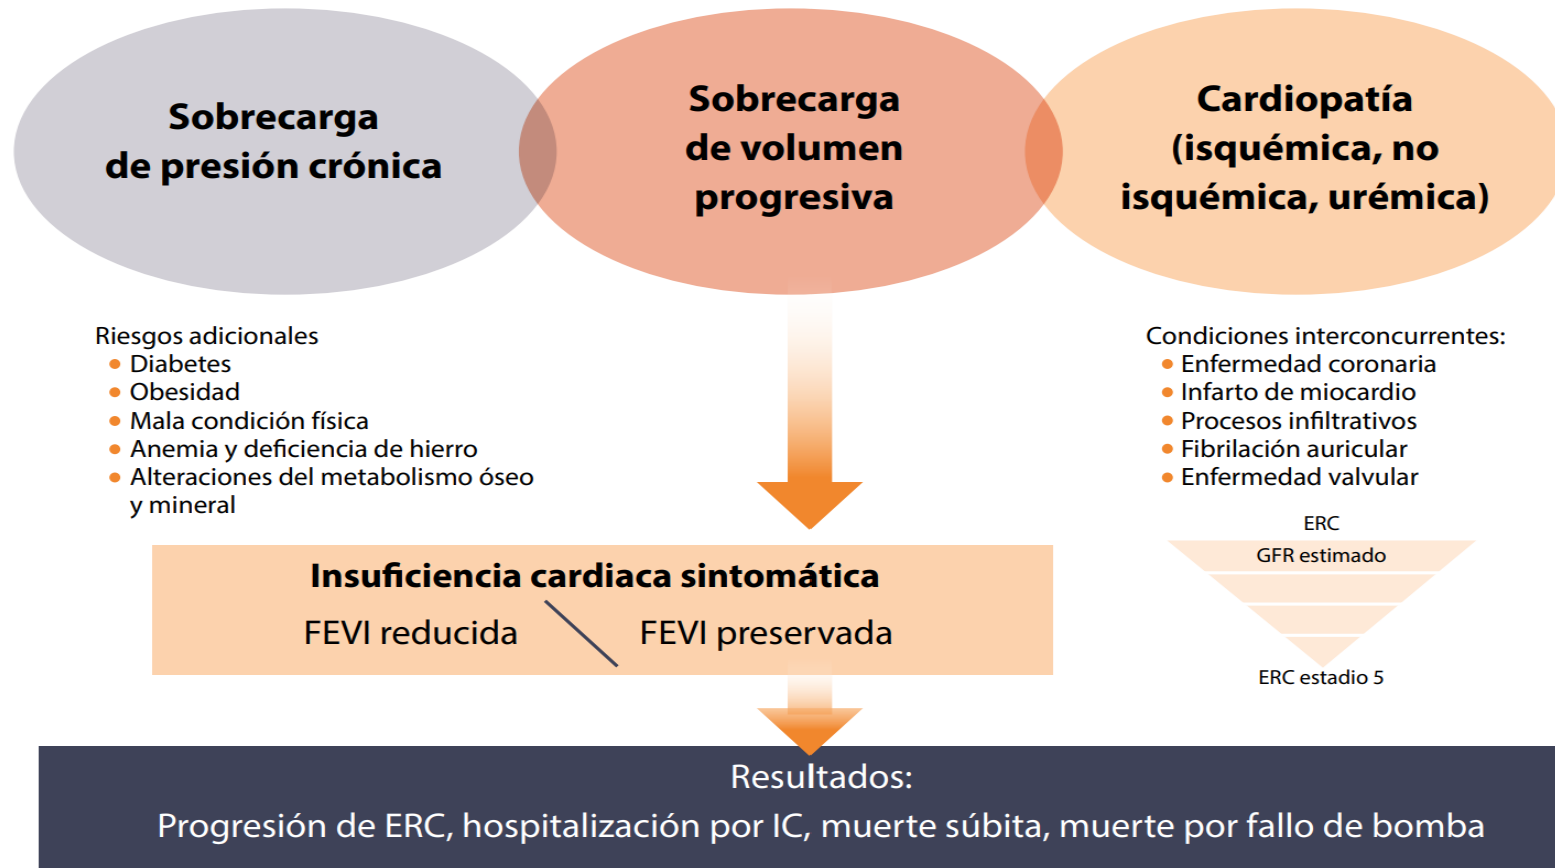 Sobrecarga
de presión crónica
Sobrecarga
de volumen
progresiva
Cardiopatía
(isquémica, no
isquémica, urémica)
Riesgos adicionales
• Diabetes
• Obesidad
• Mala condición física
• Anemia y deficiencia de hierro
• Alteraciones del metabolismo óseo
y mineral
Condiciones interconcurrentes:
• Enfermedad coronaria
• Infarto de miocardio
• Procesos infiltrativos
• Fibrilación auricular
• Enfermedad valvular
ERC
GFR estimado
ERC estadio 5
Insuficiencia cardiaca sintomática
FEVI reducida
FEVI preservada
Resultados:
Progresión de ERC, hospitalización por IC, muerte súbita, muerte por fallo de bomba